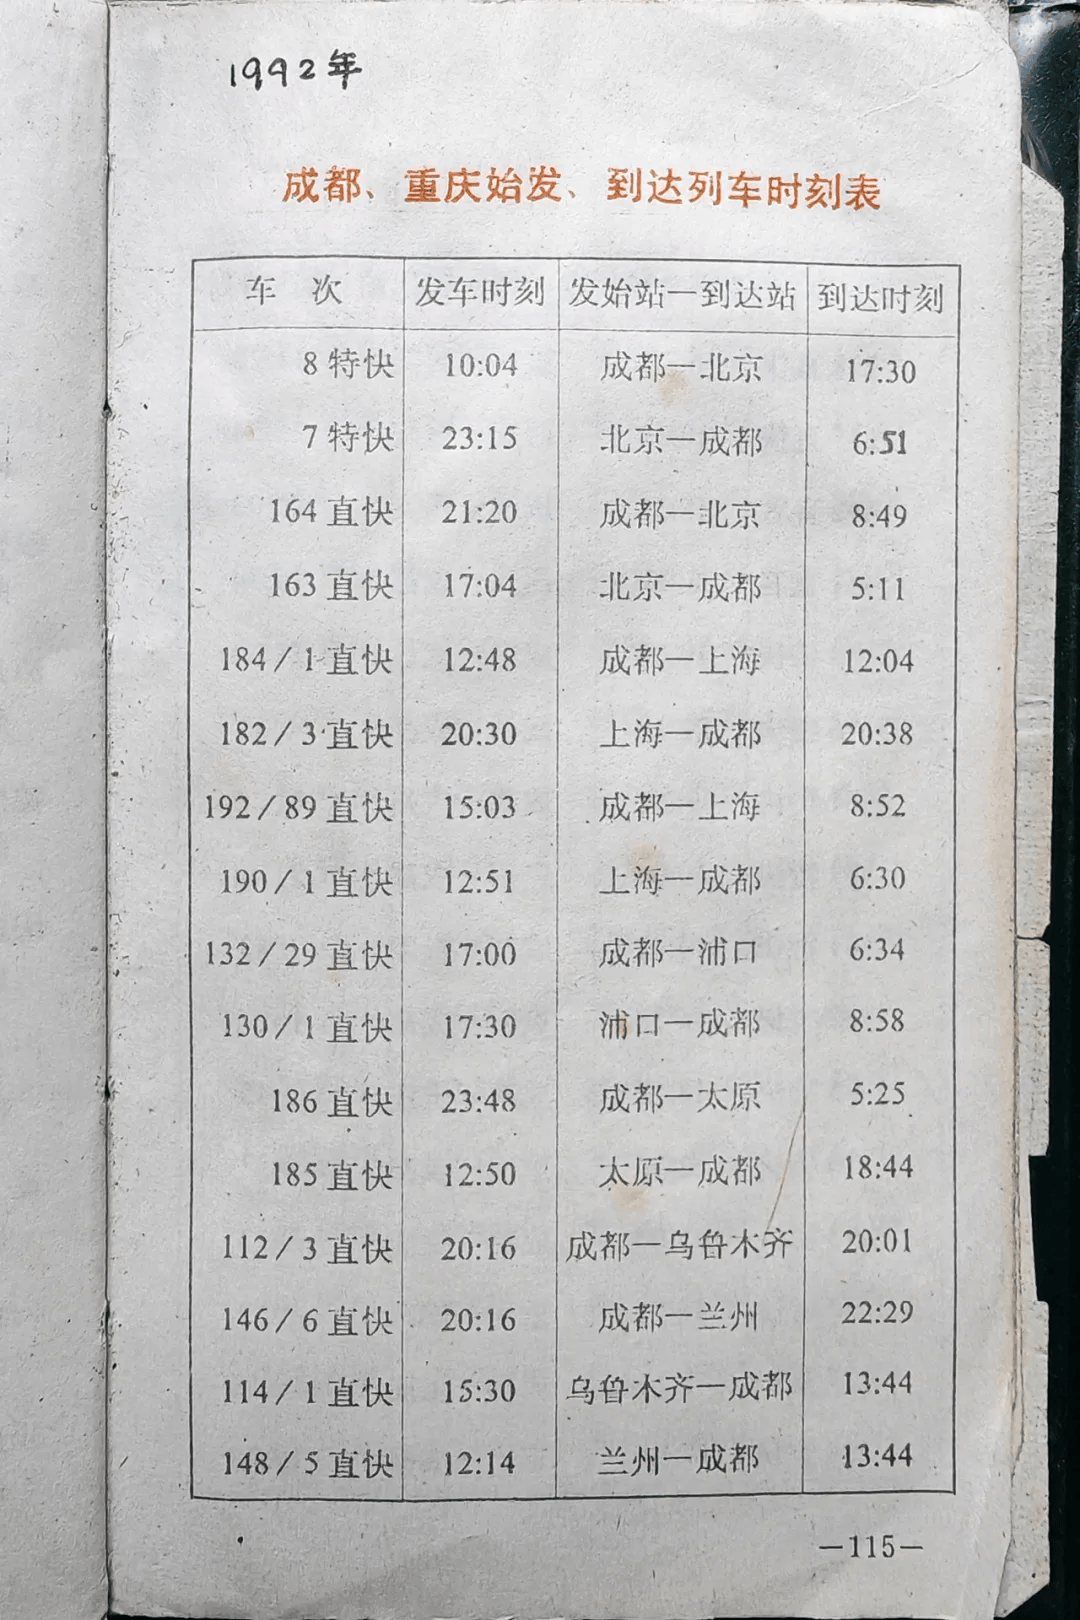 1992年
成都、重庆始发、到达列车时刻表
车 次 发车时刻 发始站—到达站 到达时刻
8特快 10:04 成都—北京 17:30
7特快 23:15 北京—成都 6:51
164直快 21:20 成都—北京 8:49
163直快 17:04 北京—成都 5:11
184/1直快 12:48 成都—上海 12:04
182/3直快 20:30 上海—成都 20:38
192/89直快 15:03 成都—上海 8:52
190/1直快 12:51 上海—成都 6:30
132/29直快 17:00 成都—浦口 6:34
130/1直快 17:30 浦口—成都 8:58
186直快 23:48 成都—太原 5:25
185直快 12:50 太原—成都 18:44
112/3直快 20:16 成都—乌鲁木齐 20:01
146/6直快 20:16 成都—兰州 22:29
114/1直快 15:30 乌鲁木齐—成都 13:44
148/5直快 12:14 兰州—成都 13:44
—115—